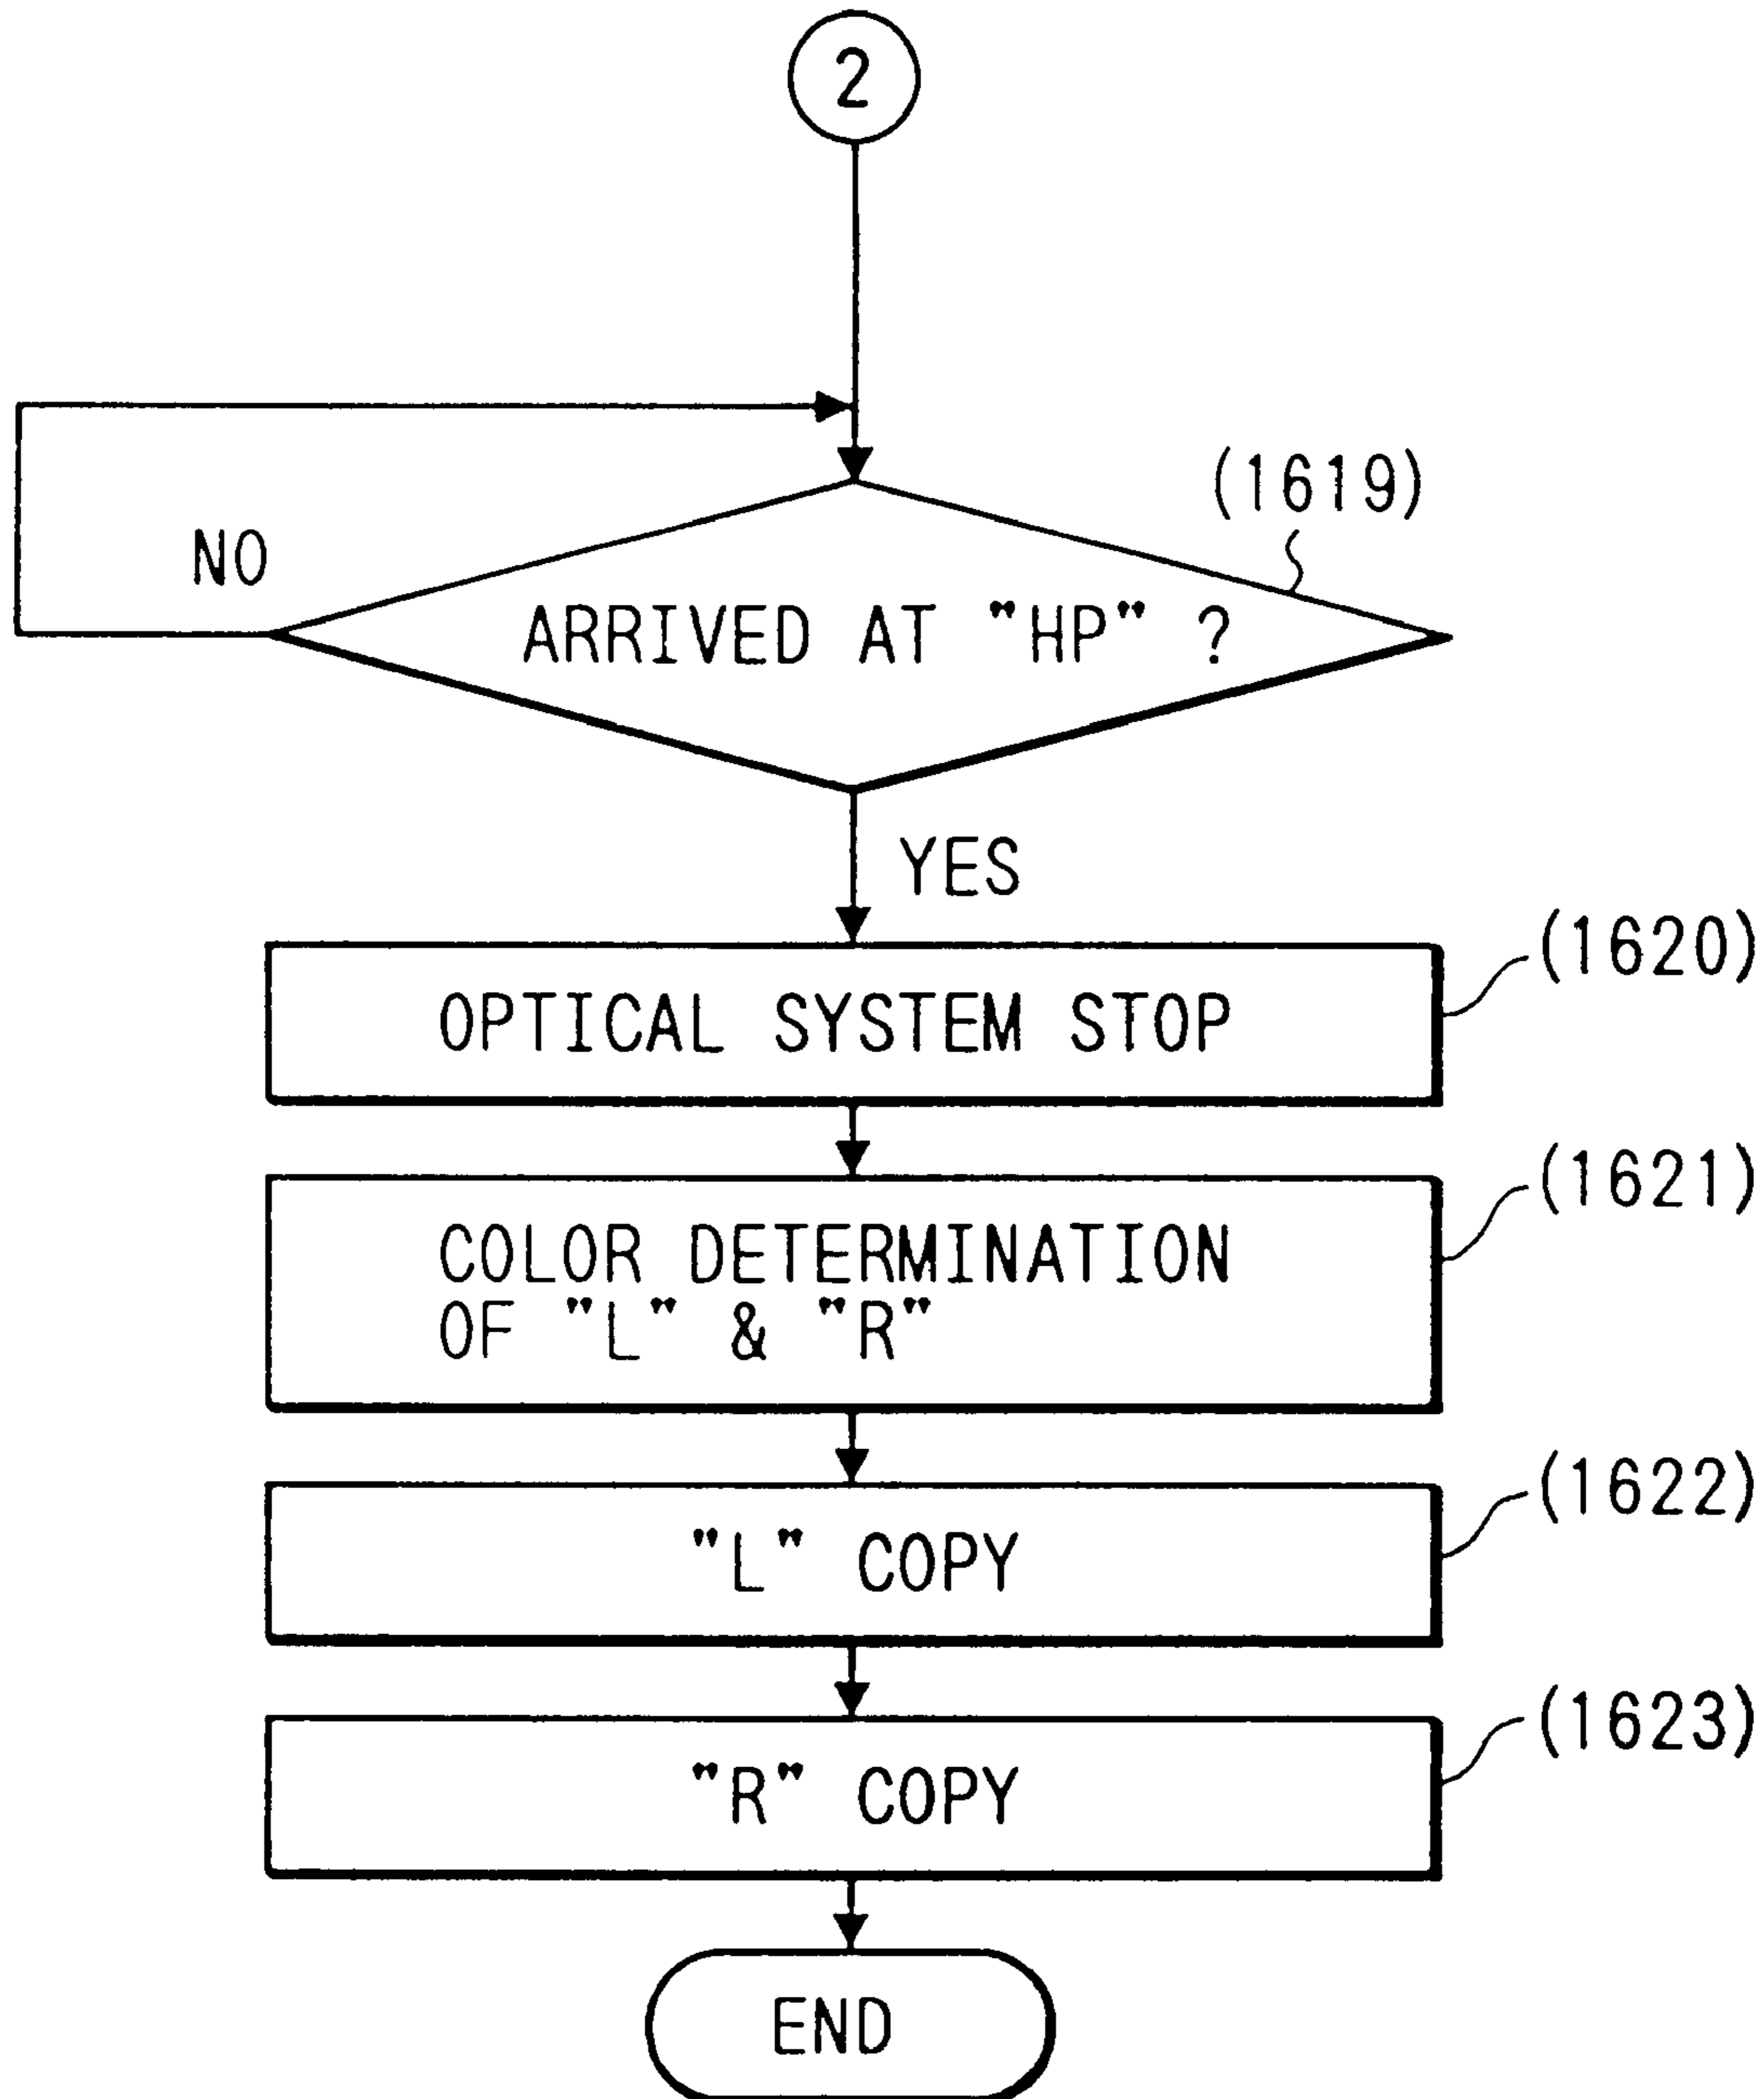 2
(1619)
NO
ARRIVED AT "HP" ?
YES
(1620)
OPTICAL SYSTEM STOP
(1621)
COLOR DETERMINATION
OF "L" & "R"
(1622)
"L" COPY
(1623)
"R" COPY
END